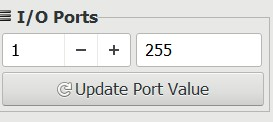 I/O Ports
1 − + 255
Update Port Value